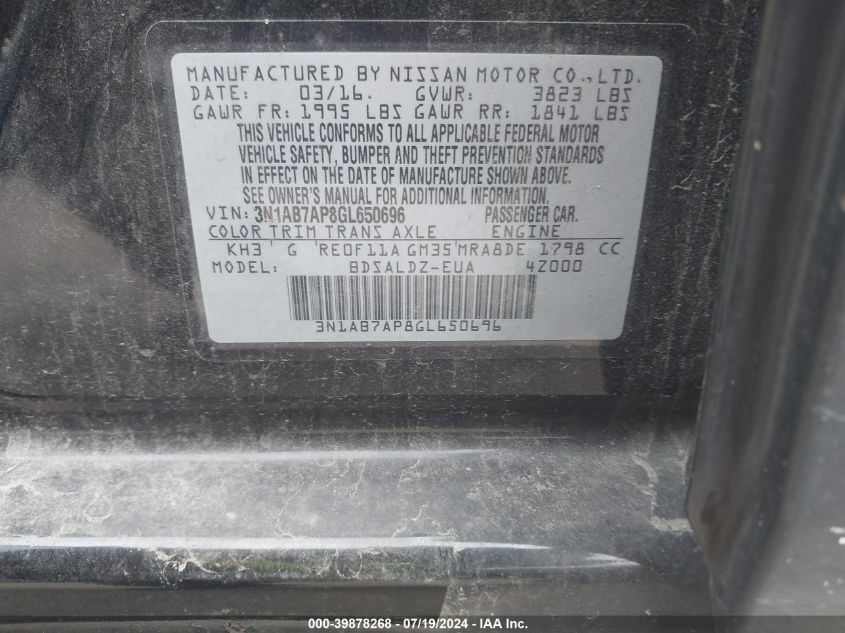 MANUFACTURED BY NISSAN MOTOR CO.,LTD.
DATE: 03/16. GVWR: 3823 LBS
GAWR FR: 1995 LBS GAWR RR: 1841 LBS
THIS VEHICLE CONFORMS TO ALL APPLICABLE FEDERAL MOTOR
VEHICLE SAFETY, BUMPER AND THEFT PREVENTION STANDARDS
IN EFFECT ON THE DATE OF MANUFACTURE SHOWN ABOVE.
SEE OWNER'S MANUAL FOR ADDITIONAL INFORMATION.
VIN: 3N1AB7AP8GL650696 PASSENGER CAR.
COLOR TRIM TRANS AXLE ENGINE
KH3 G RE0F11A GM35 MRA8DE 1798 CC
MODEL: BDSALDZ-EUA 4Z000
3N1AB7AP8GL650696
000-39878268 - 07/19/2024 - IAA Inc.